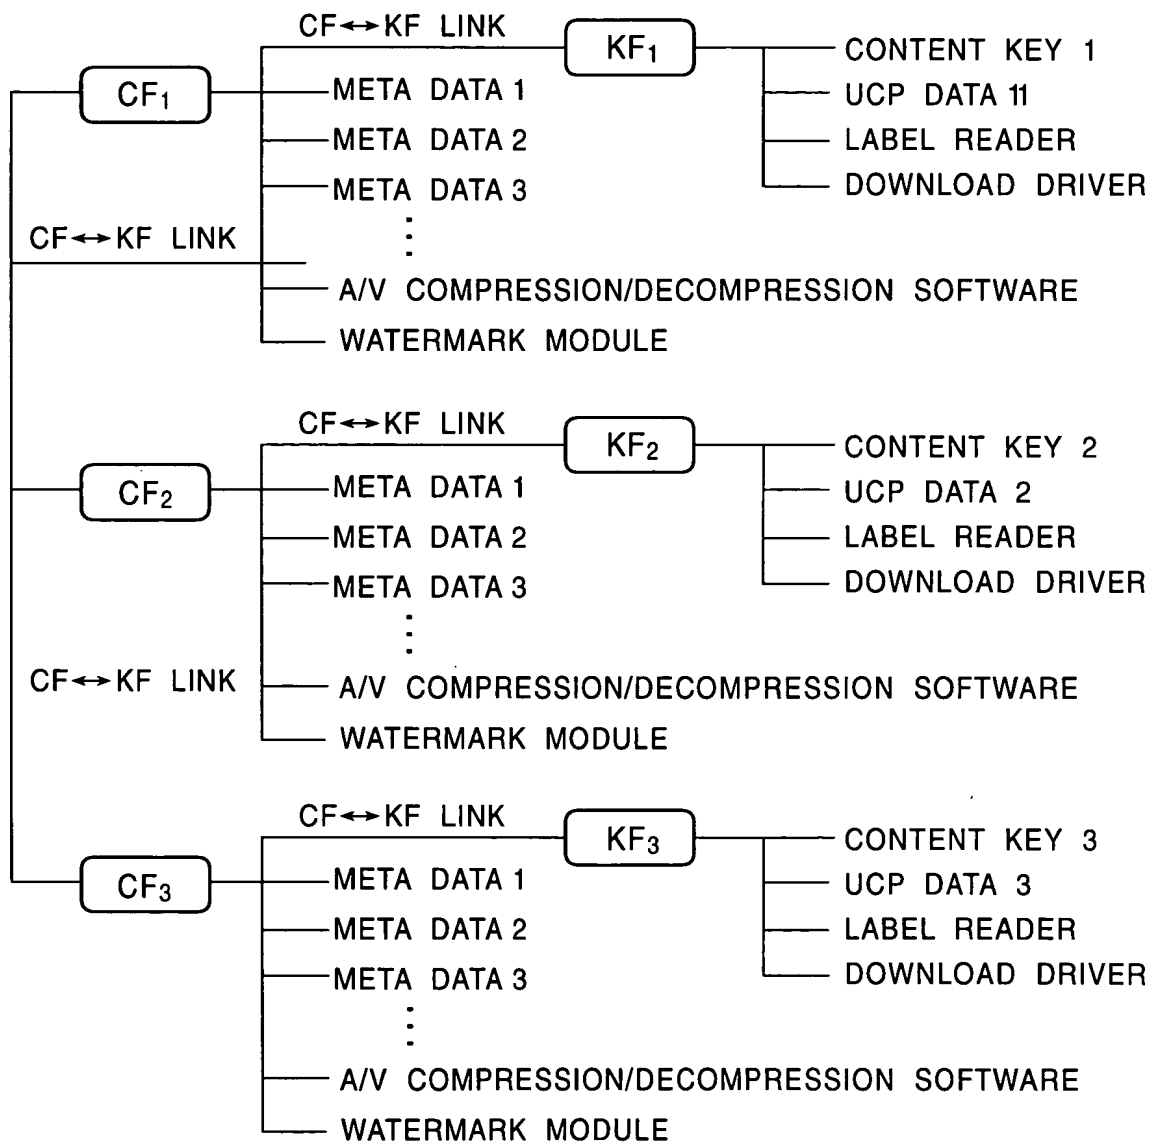 CF↔KF LINK
KF₁
CONTENT KEY 1
CF₁
META DATA 1
UCP DATA 11
META DATA 2
LABEL READER
META DATA 3
DOWNLOAD DRIVER
CF↔KF LINK
A/V COMPRESSION/DECOMPRESSION SOFTWARE
WATERMARK MODULE
CF↔KF LINK
KF₂
CONTENT KEY 2
CF₂
META DATA 1
UCP DATA 2
META DATA 2
LABEL READER
META DATA 3
DOWNLOAD DRIVER
CF↔KF LINK
A/V COMPRESSION/DECOMPRESSION SOFTWARE
WATERMARK MODULE
CF↔KF LINK
KF₃
CONTENT KEY 3
CF₃
META DATA 1
UCP DATA 3
META DATA 2
LABEL READER
META DATA 3
DOWNLOAD DRIVER
A/V COMPRESSION/DECOMPRESSION SOFTWARE
WATERMARK MODULE